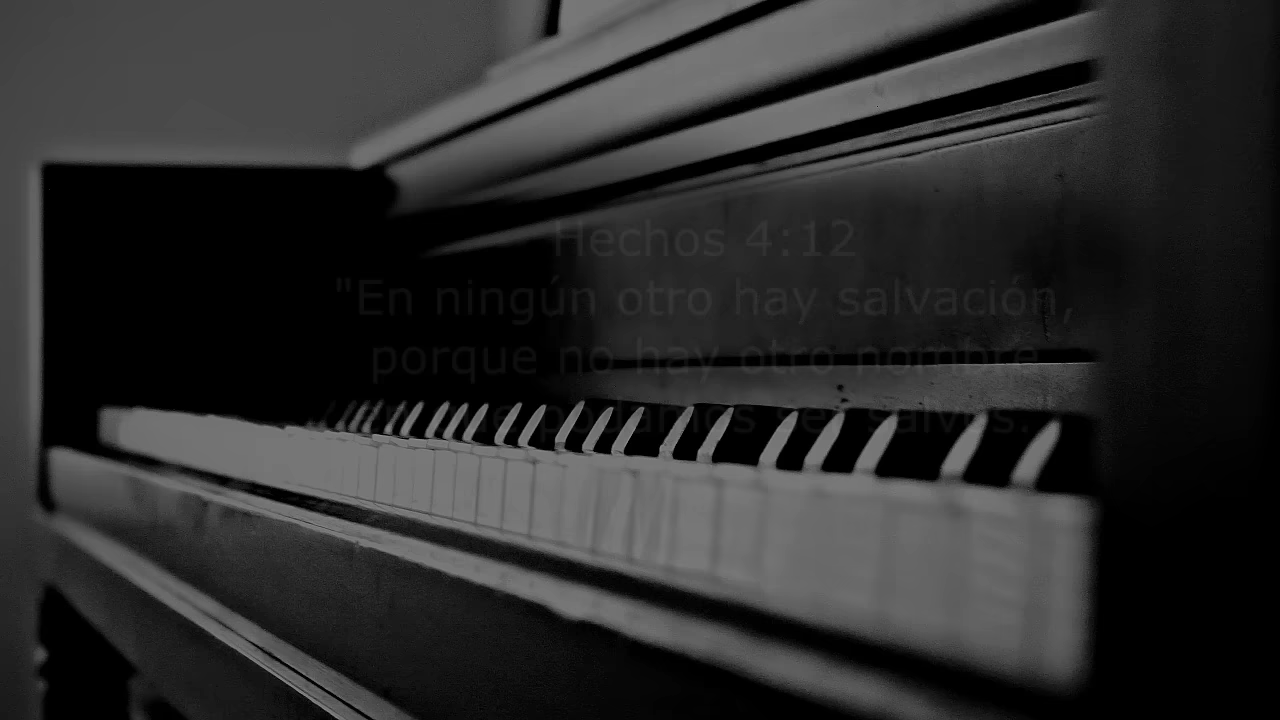 Hechos 4:12
"En ningún otro hay salvación,
porque no hay otro nombre
podamos ser salvos.